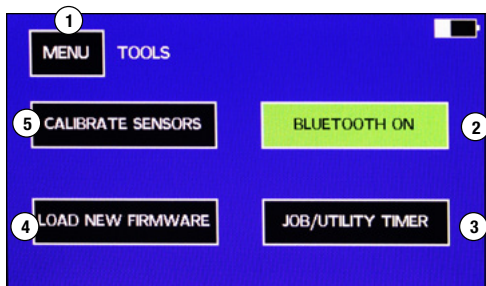 1
MENU TOOLS
5 CALIBRATE SENSORS BLUETOOTH ON 2
4 LOAD NEW FIRMWARE JOB/UTILITY TIMER 3